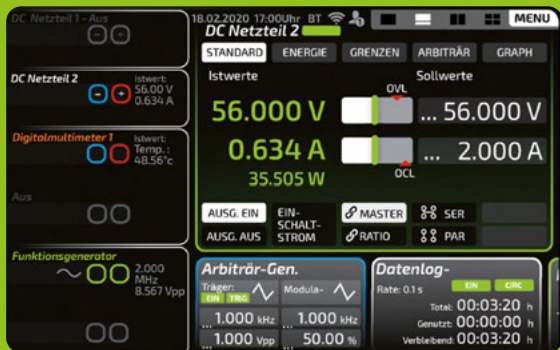 DC Netzteil 1 - Aus
18.02.2020 17:00Uhr BT
MENU
DC Netzteil 2
STANDARD ENERGIE GRENZEN ARBITRÄR GRAPH
Istwerte Sollwerte
OVL
56.000 V ... 56.000 V
0.634 A ... 2.000 A
OCL
35.505 W
AUSG. EIN EIN-SCHALT-STROM MASTER SER
AUSG. AUS RATIO PAR
DC Netzteil 2
Istwert:
56.00 V
0.634 A
Digitalmultimeter 1
Istwert:
Temp.:
48.56°c
Aus
Funktionsgenerator
2.000
MHz
8.567 Vpp
Arbiträr-Gen.
Träger: Modula-
EIN TRIG
... 1.000 kHz ... 1.000 kHz
... 1.000 Vpp ... 50.00 %
Datenlog-
Rate: 0.1 s EIN CIRC
Total: 00:03:20 h
Genutzt: 00:00:00 h
Verbleibend: 00:03:20 h